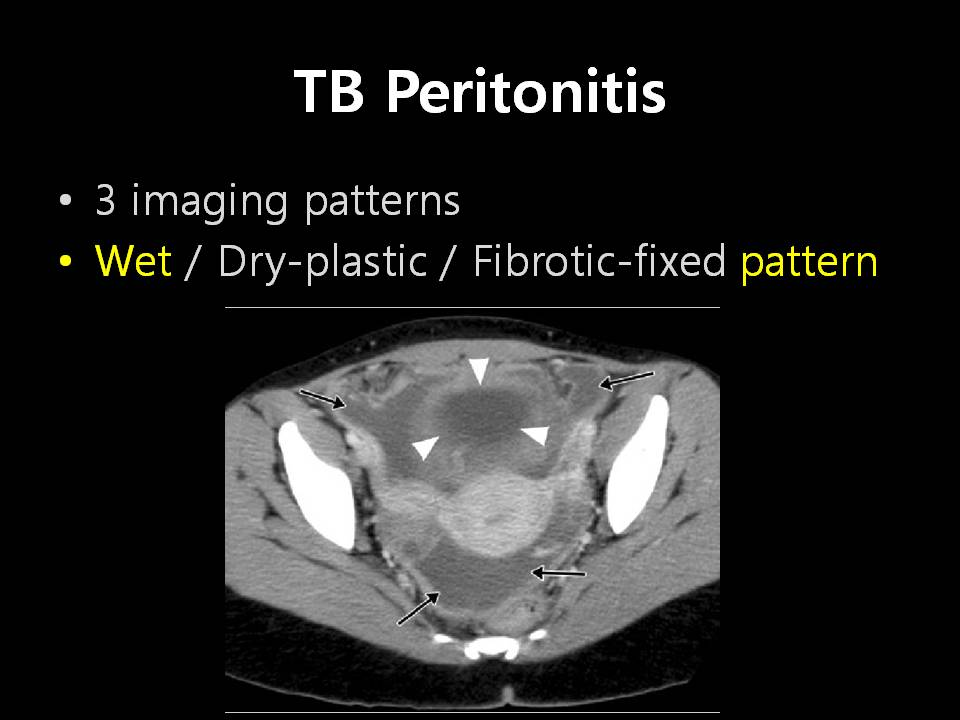 TB Peritonitis
• 3 imaging patterns
• Wet / Dry-plastic / Fibrotic-fixed pattern